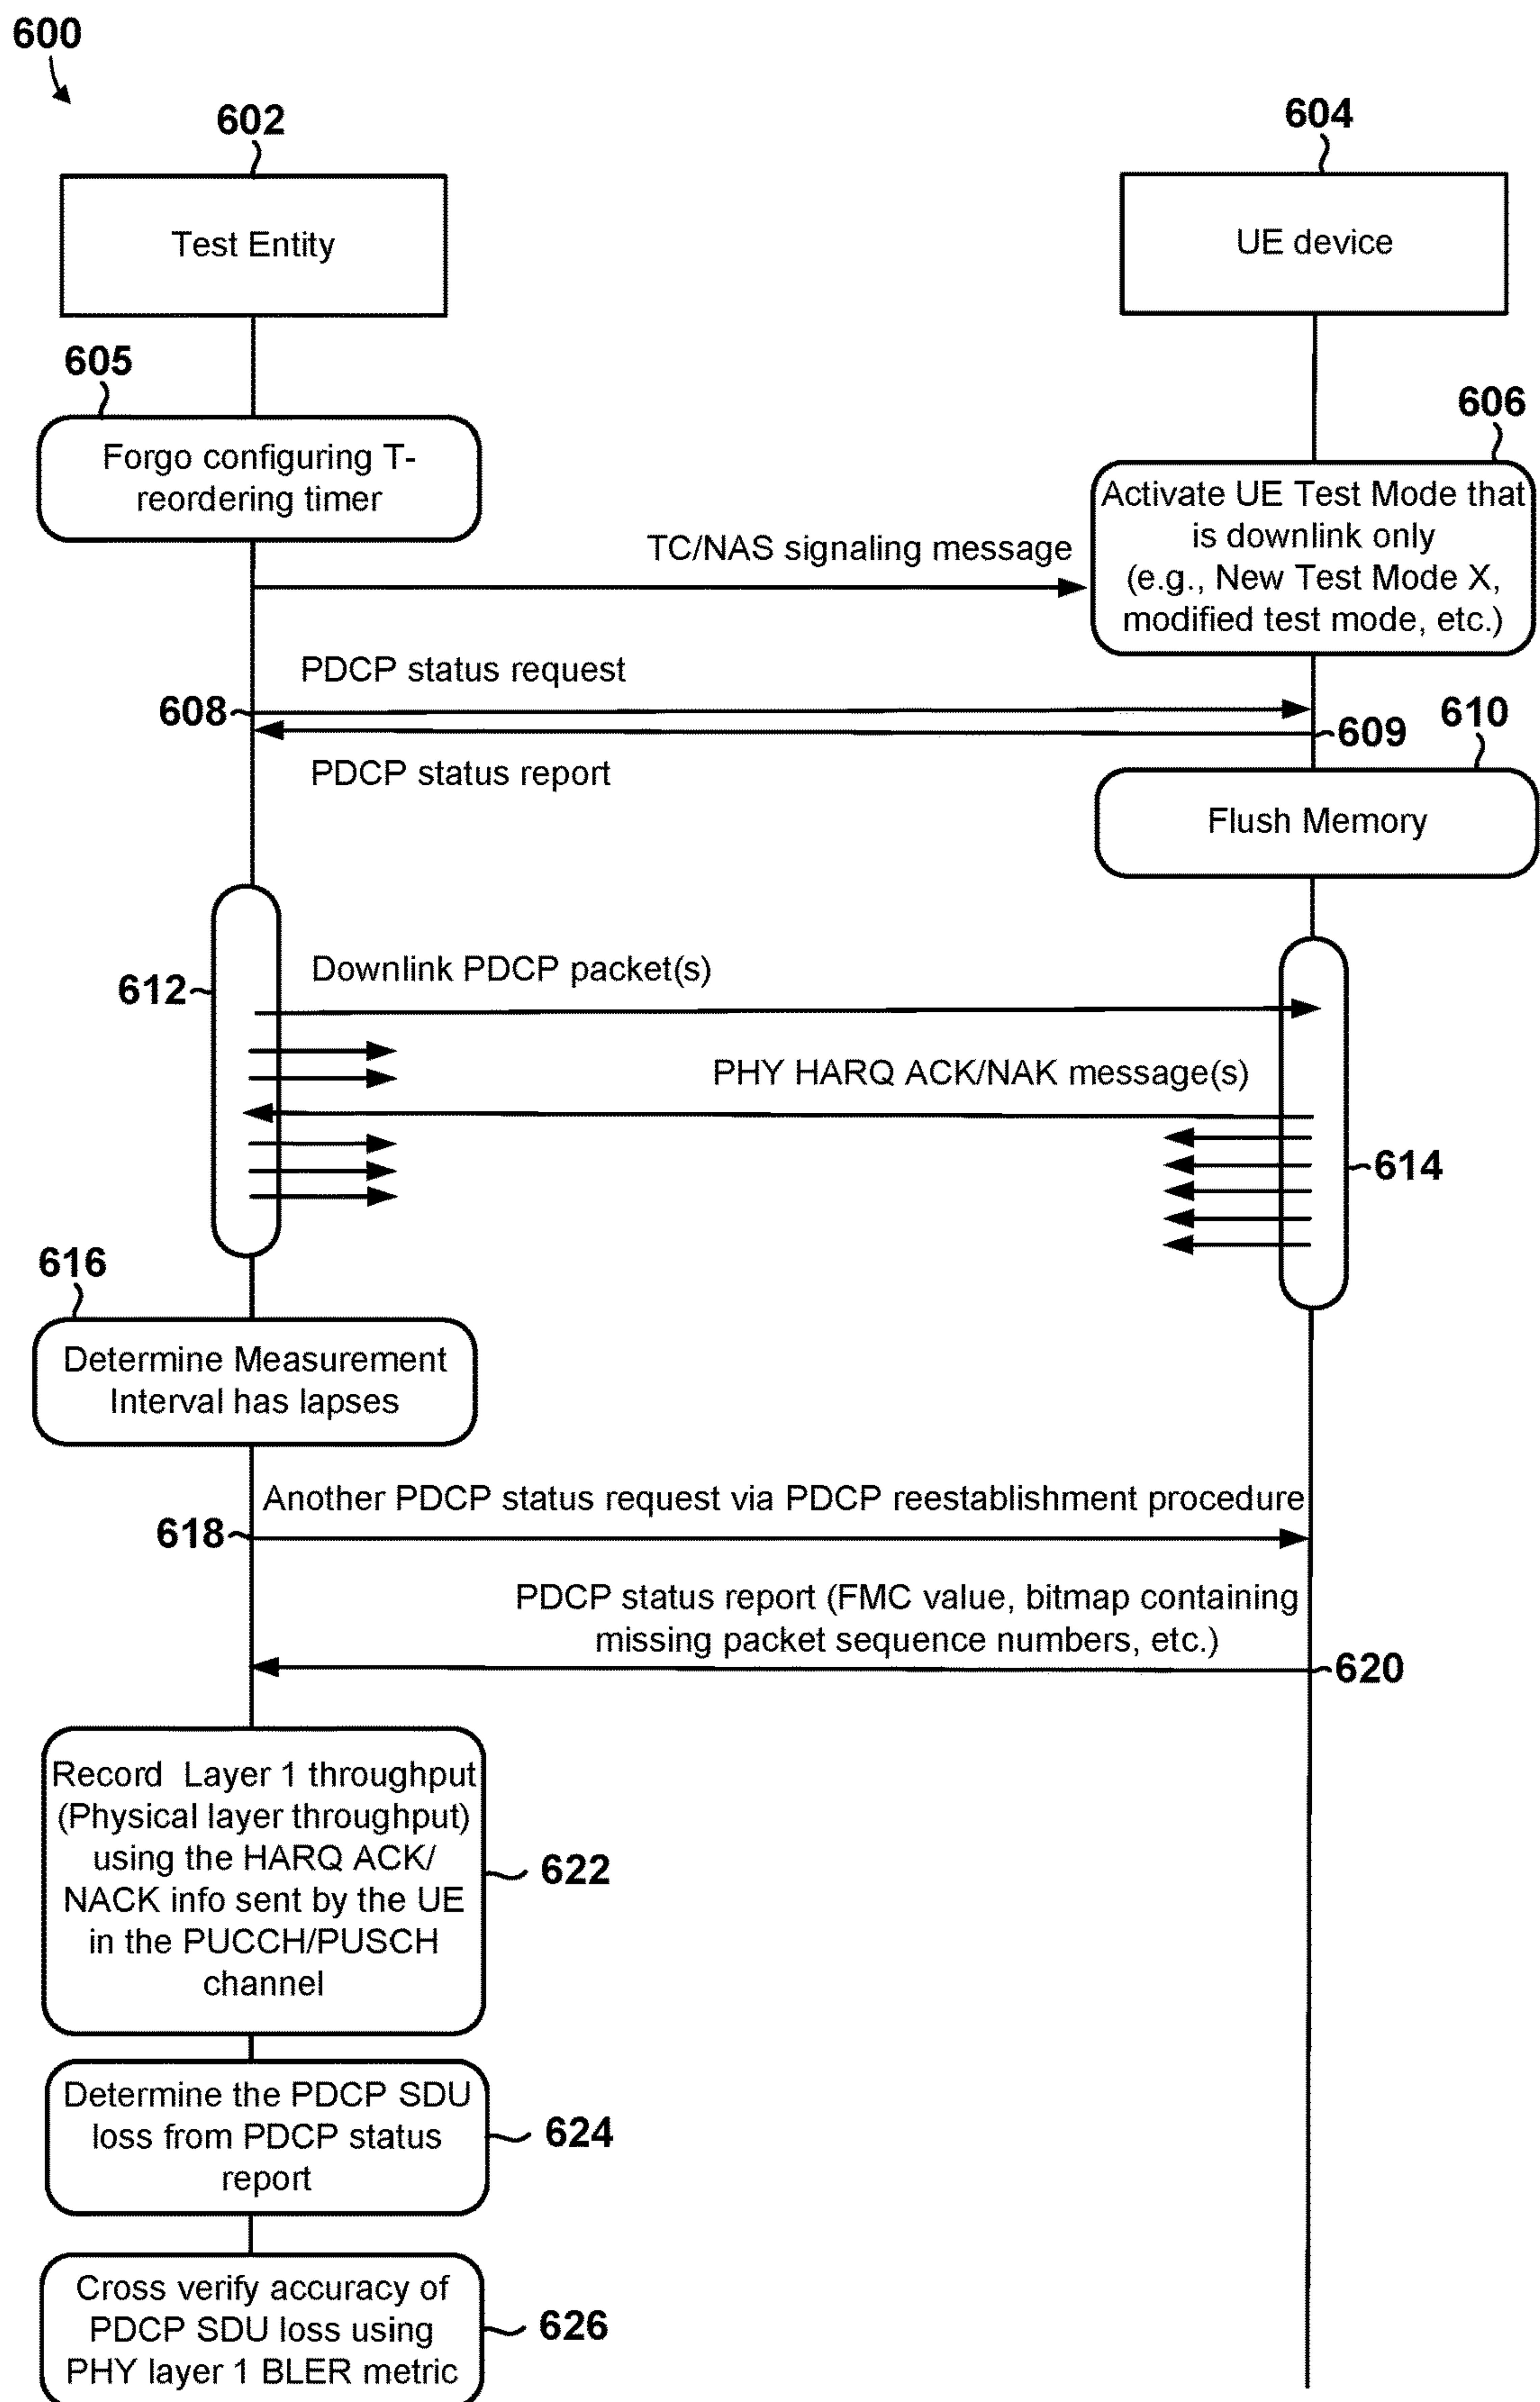 600
602
604
Test Entity
UE device
605
606
Forgo configuring T-
reordering timer
Activate UE Test Mode that
is downlink only
(e.g., New Test Mode X,
modified test mode, etc.)
TC/NAS signaling message
PDCP status request
608
609
610
PDCP status report
Flush Memory
612
Downlink PDCP packet(s)
PHY HARQ ACK/NAK message(s)
614
616
Determine Measurement
Interval has lapses
Another PDCP status request via PDCP reestablishment procedure
618
PDCP status report (FMC value, bitmap containing
missing packet sequence numbers, etc.)
620
Record Layer 1 throughput
(Physical layer throughput)
using the HARQ ACK/
NACK info sent by the UE
in the PUCCH/PUSCH
channel
622
Determine the PDCP SDU
loss from PDCP status
report
624
Cross verify accuracy of
PDCP SDU loss using
PHY layer 1 BLER metric
626